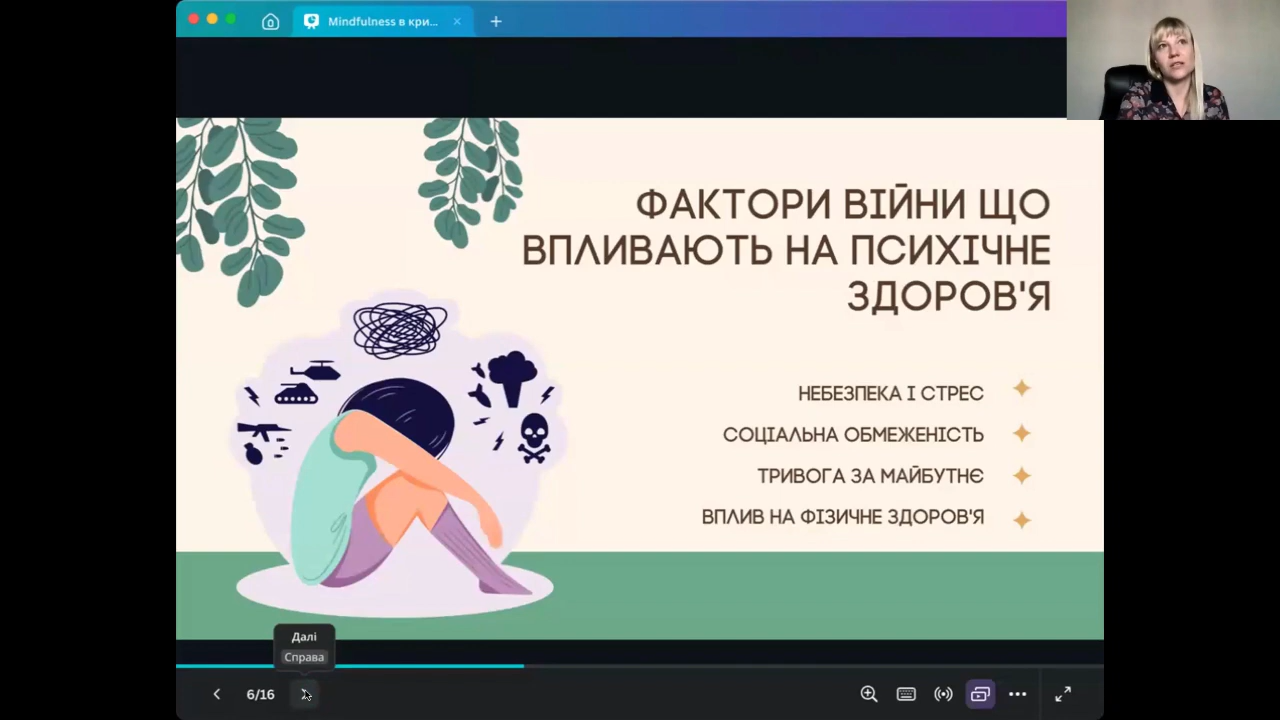 Mindfulness в кри...
ФАКТОРИ ВІЙНИ ЩО
ВПЛИВАЮТЬ НА ПСИХІЧНЕ
ЗДОРОВ'Я
НЕБЕЗПЕКА І СТРЕС
СОЦІАЛЬНА ОБМЕЖЕНІСТЬ
ТРИВОГА ЗА МАЙБУТНЄ
ВПЛИВ НА ФІЗИЧНЕ ЗДОРОВ'Я
Далі
Справа
6/16